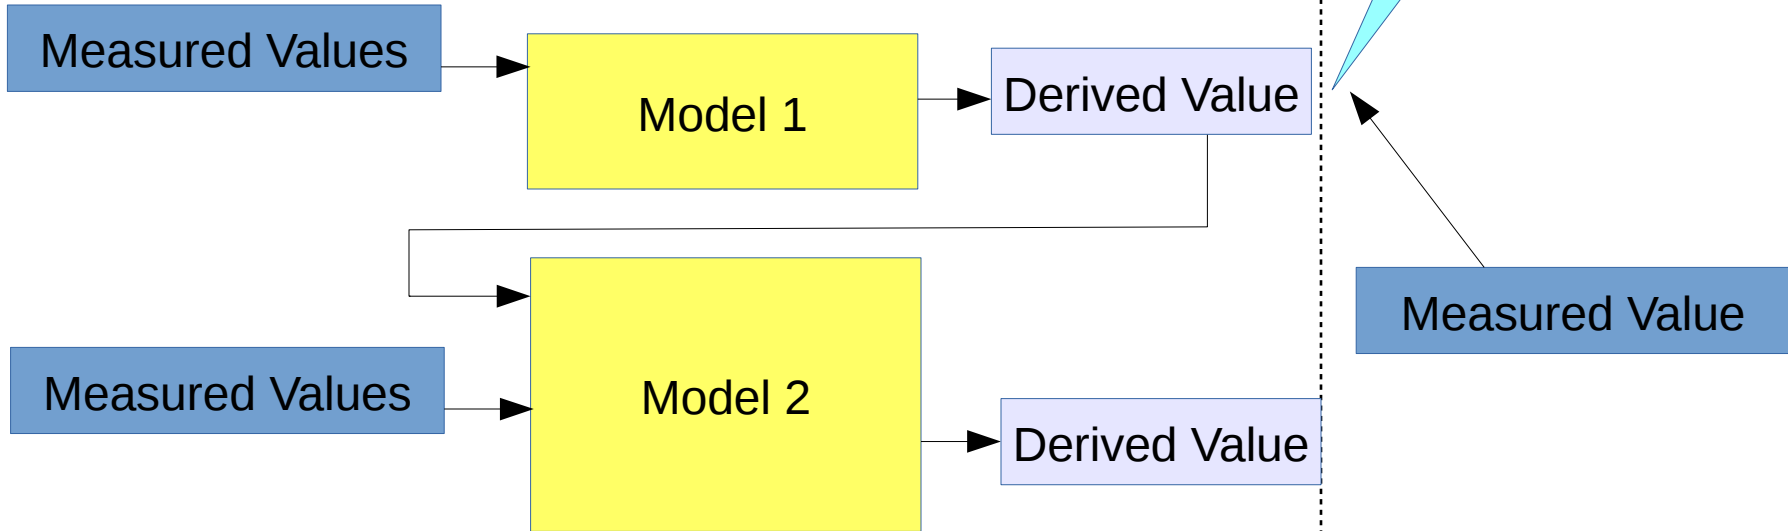 Measured Values
Model 1
Derived Value
Measured Value
Measured Values
Model 2
Derived Value